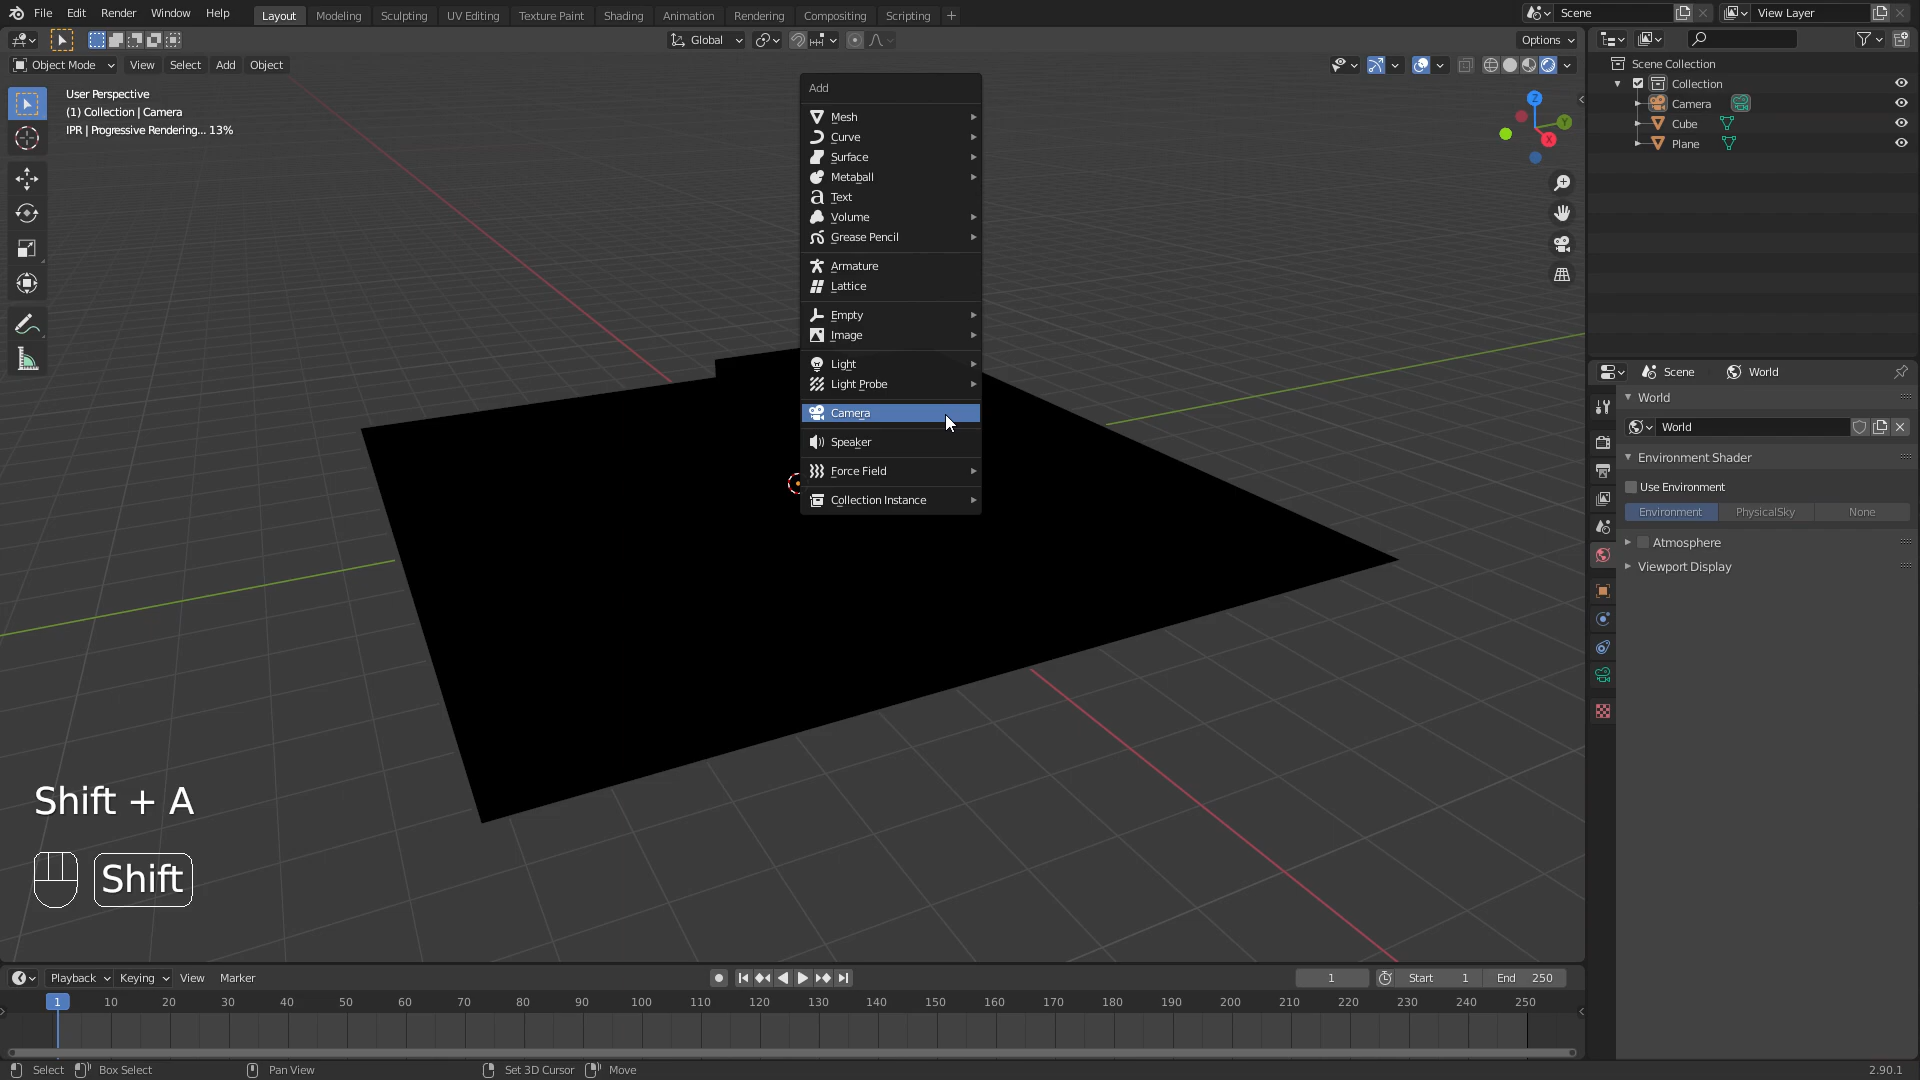 File Edit Render Window Help
Layout Modeling Sculpting UV Editing Texture Paint Shading Animation Rendering Compositing Scripting +
Scene
View Layer
Global
Options
Object Mode View Select Add Object
User Perspective
(1) Collection | Camera
IPR | Progressive Rendering... 13%
Add
Mesh
Curve
Surface
Metaball
Text
Volume
Grease Pencil
Armature
Lattice
Empty
Image
Light
Light Probe
Camera
Speaker
Force Field
Collection Instance
Z
Y
X
Scene Collection
Collection
Camera
Cube
Plane
Scene World
World
World
Environment Shader
Use Environment
Environment PhysicalSky None
Atmosphere
Viewport Display
Shift + A
Shift
Playback Keying View Marker
1 Start 1 End 250
1 10 20 30 40 50 60 70 80 90 100 110 120 130 140 150 160 170 180 190 200 210 220 230 240 250
Select Box Select Pan View Set 3D Cursor Move 2.90.1